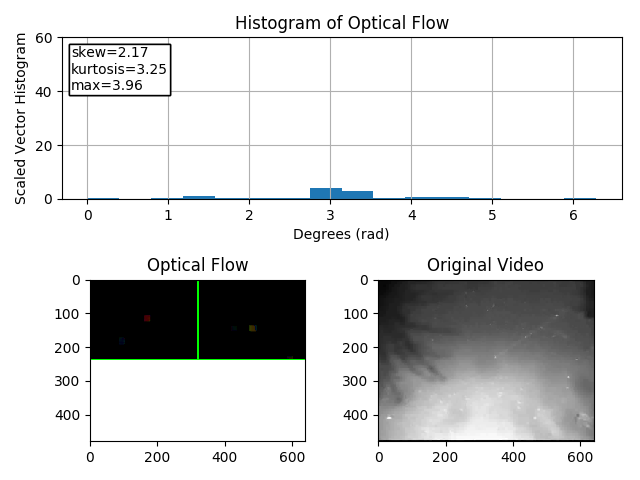 Histogram of Optical Flow
Scaled Vector Histogram
60
40
20
0
skew=2.17
kurtosis=3.25
max=3.96
0 1 2 3 4 5 6
Degrees (rad)
Optical Flow
0
100
200
300
400
0 200 400 600
Original Video
0
100
200
300
400
0 200 400 600